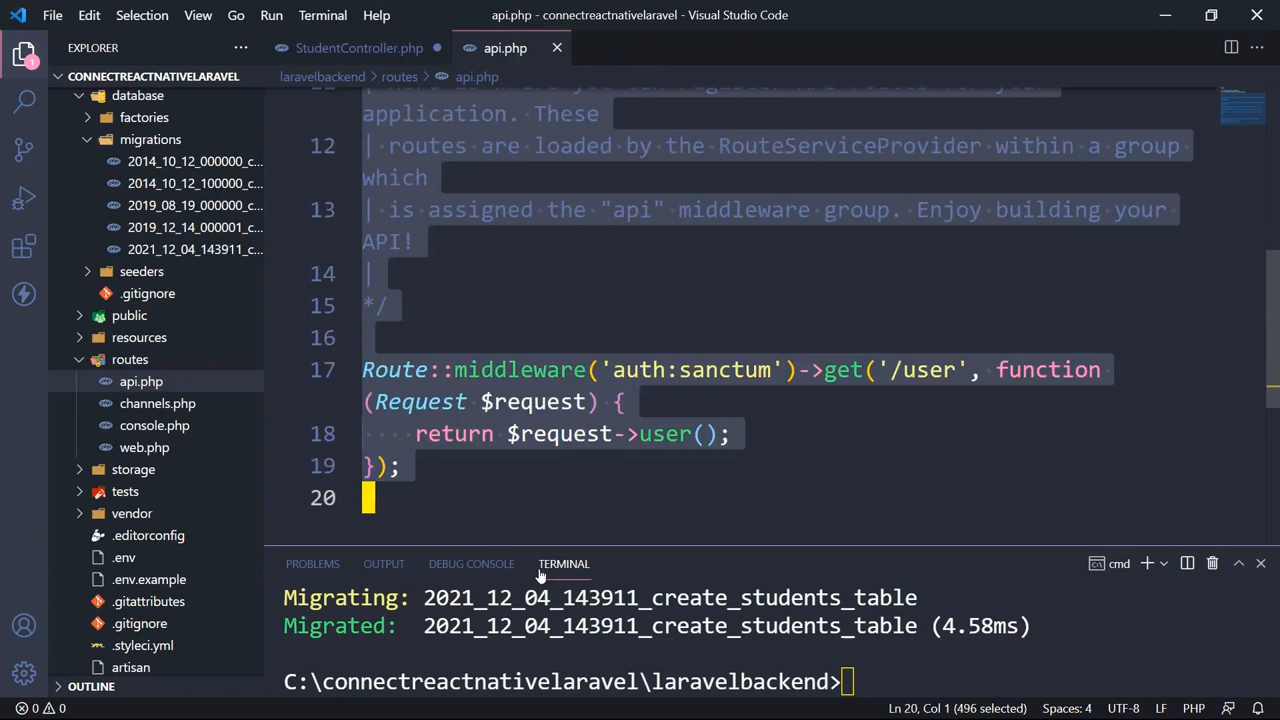 File Edit Selection View Go Run Terminal Help
api.php - connectreactnativelaravel - Visual Studio Code
EXPLORER
StudentController.php
api.php
CONNECTREACTNATIVELARAVEL
laravelbackend > routes > api.php
1
database
factories
migrations
2014_10_12_000000_c...
2014_10_12_100000_c...
2019_08_19_000000_c...
2019_12_14_000001_c...
2021_12_04_143911_c...
seeders
.gitignore
public
resources
routes
api.php
channels.php
console.php
web.php
storage
tests
vendor
.editorconfig
.env
.env.example
.gitattributes
.gitignore
.styleci.yml
artisan
OUTLINE
application. These
12 | routes are loaded by the RouteServiceProvider within a group
which
13 | is assigned the "api" middleware group. Enjoy building your
API!
14 |
15 */
16
17 Route::middleware('auth:sanctum')->get('/user', function
(Request $request) {
18 return $request->user();
19 });
20
PROBLEMS OUTPUT DEBUG CONSOLE TERMINAL
cmd
Migrating: 2021_12_04_143911_create_students_table
Migrated: 2021_12_04_143911_create_students_table (4.58ms)
C:\connectreactnativelaravel\laravelbackend>
0 0
Ln 20, Col 1 (496 selected) Spaces: 4 UTF-8 LF PHP